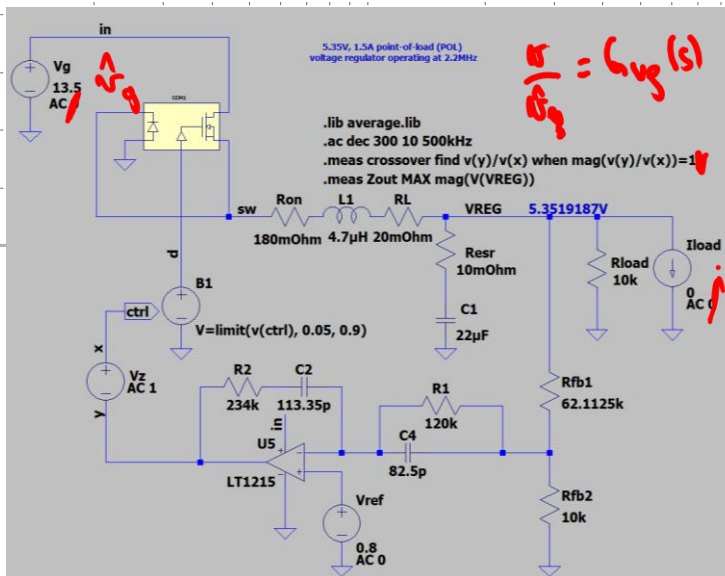 in
5.35V, 1.5A point-of-load (POL)
voltage regulator operating at 2.2MHz
Vg
13.5
AC
COM1
= Gvg(s)
.lib average.lib
.ac dec 300 10 500kHz
.meas crossover find v(y)/v(x) when mag(v(y)/v(x))=1
.meas Zout MAX mag(V(VREG))
sw
Ron
180mOhm
L1
4.7µH
RL
20mOhm
VREG
5.3519187V
Resr
10mOhm
C1
22µF
Rload
10k
Iload
0
AC
d
B1
ctrl
V=limit(v(ctrl), 0.05, 0.9)
x
Vz
AC 1
y
R2
234k
C2
113.35p
in
U5
LT1215
R1
120k
C4
82.5p
Rfb1
62.1125k
Rfb2
10k
Vref
0.8
AC 0